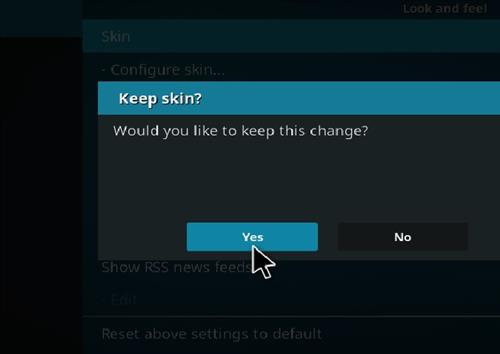 Look and feel
Skin
- Configure skin...
Keep skin?
Would you like to keep this change?
Yes
No
Show RSS news feeds
- Edit
Reset above settings to default